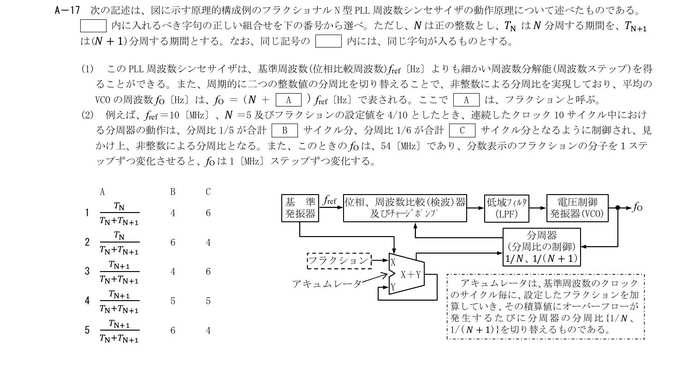 A－17　次の記述は、図に示す原理的構成例のフラクショナルN型PLL周波数シンセサイザの動作原理について述べたものである。
□ 内に入れるべき字句の正しい組合せを下の番号から選べ。ただし、Nは正の整数とし、T_NはN分周する期間を、T_{N+1}
は(N＋1)分周する期間とする。なお、同じ記号の □ 内には、同じ字句が入るものとする。
(1)　このPLL周波数シンセサイザは、基準周波数(位相比較周波数)f_ref〔Hz〕よりも細かい周波数分解能(周波数ステップ)を得
ることができる。また、周期的に二つの整数値の分周比を切り替えることで、非整数による分周比を実現しており、平均の
VCOの周波数f_O〔Hz〕は、f_O＝(N＋ A )f_ref〔Hz〕で表される。ここで A は、フラクションと呼ぶ。
(2)　例えば、f_ref＝10〔MHz〕、N＝5及びフラクションの設定値を4/10としたとき、連続したクロック10サイクル中におけ
る分周器の動作は、分周比1/5が合計 B サイクル分、分周比1/6が合計 C サイクル分となるように制御され、見
かけ上、非整数による分周比となる。また、このときのf_Oは、54〔MHz〕であり、分数表示のフラクションの分子を1ステ
ップずつ変化させると、f_Oは1〔MHz〕ステップずつ変化する。
A　B　C
1　T_N/(T_N+T_{N+1})　4　6
2　T_N/(T_N+T_{N+1})　6　4
3　T_{N+1}/(T_N+T_{N+1})　4　6
4　T_{N+1}/(T_N+T_{N+1})　5　5
5　T_{N+1}/(T_N+T_{N+1})　6　4
基　準
発振器
f_ref
位相、周波数比較(検波)器
及びﾁｬｰｼﾞﾎﾟﾝﾌﾟ
低域ﾌｨﾙﾀ
(LPF)
電圧制御
発振器(VCO)
f_O
分周器
(分周比の制御)
1/N、1/(N＋1)
フラクション
アキュムレータ
X
X＋Y
Y
アキュムレータは、基準周波数のクロック
のサイクル毎に、設定したフラクションを加
算していき、その積算値にオーバーフローが
発生するたびに分周器の分周比{1/N、
1/(N＋1)}を切り替えるものである。